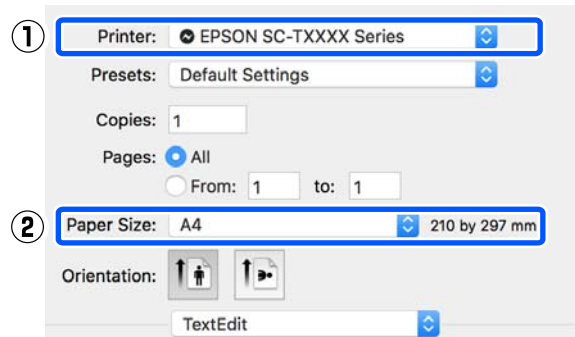 ① Printer: EPSON SC-TXXXX Series
Presets: Default Settings
Copies: 1
Pages: All
From: 1 to: 1
② Paper Size: A4 210 by 297 mm
Orientation:
TextEdit